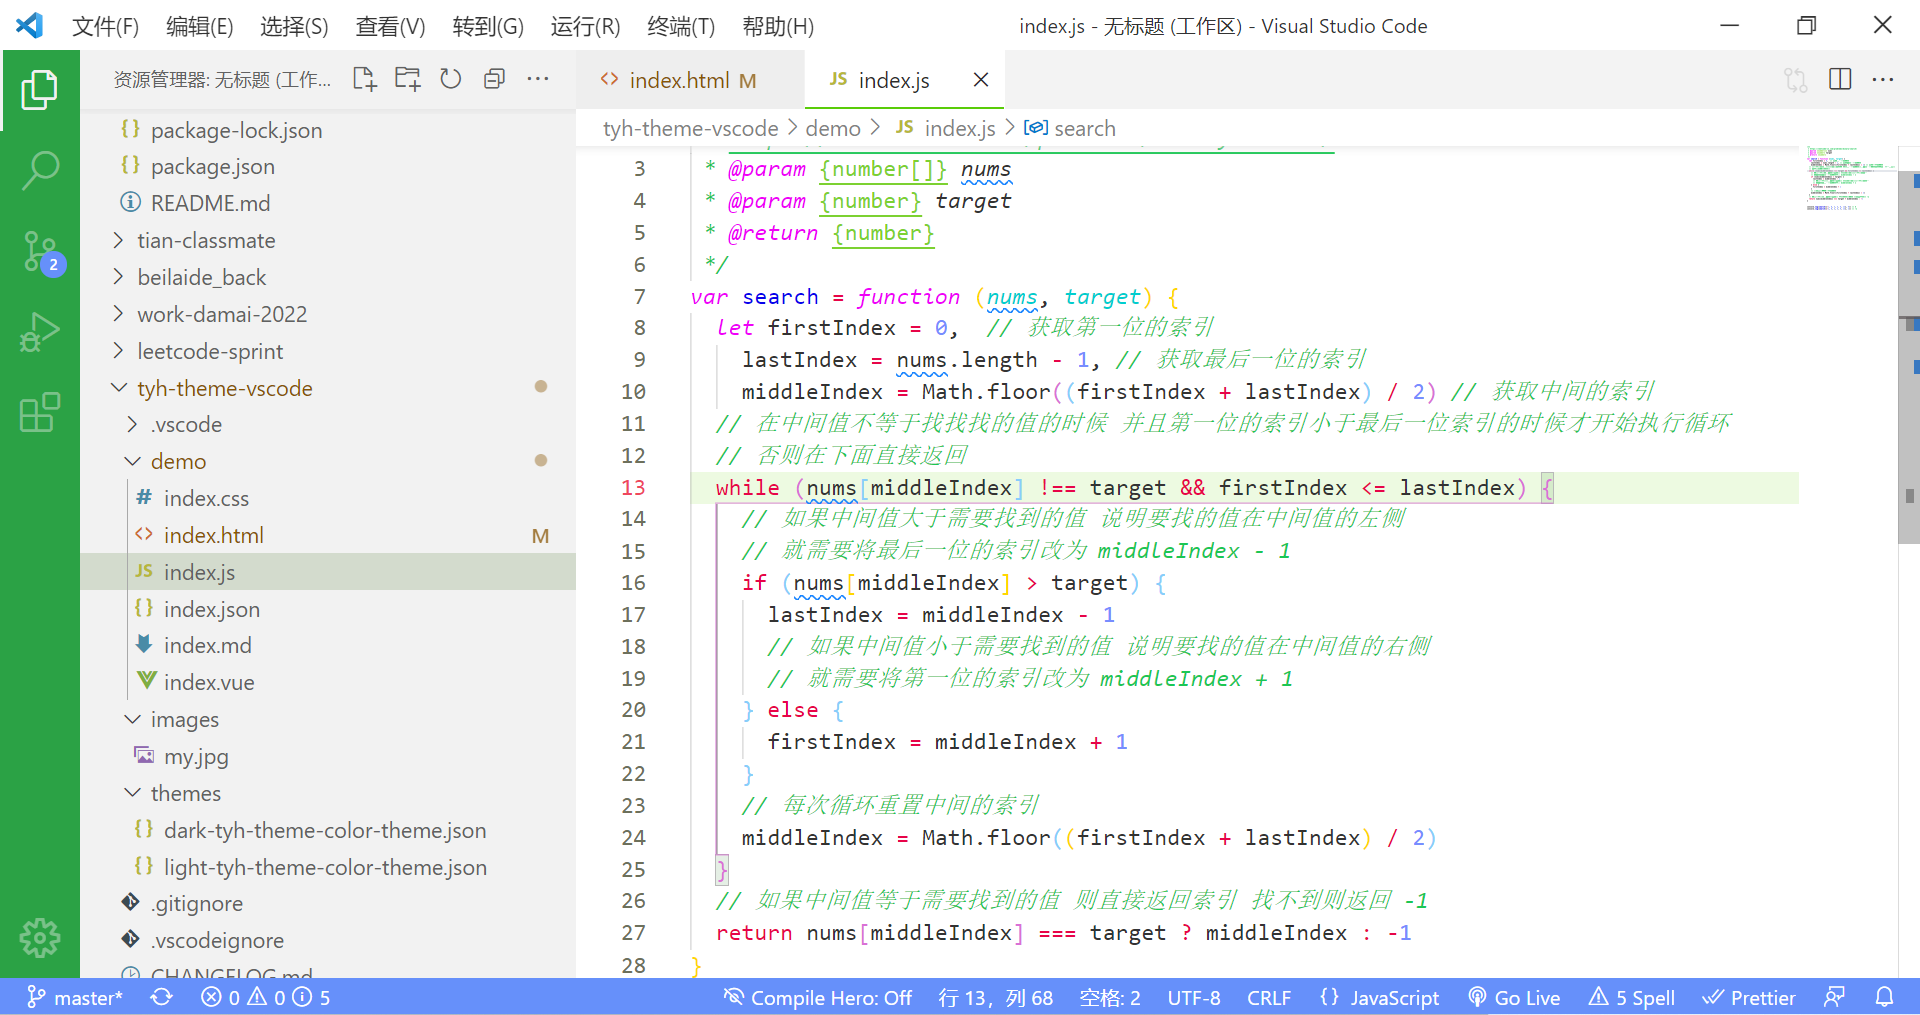 文件(F) 编辑(E) 选择(S) 查看(V) 转到(G) 运行(R) 终端(T) 帮助(H) index.js - 无标题 (工作区) - Visual Studio Code
资源管理器: 无标题 (工作...
package-lock.json
package.json
README.md
tian-classmate
beilaide_back
work-damai-2022
leetcode-sprint
tyh-theme-vscode
.vscode
demo
# index.css
<> index.html M
JS index.js
{} index.json
index.md
index.vue
images
my.jpg
themes
{} dark-tyh-theme-color-theme.json
{} light-tyh-theme-color-theme.json
.gitignore
.vscodeignore
CHANGELOG.md
2
<> index.html M JS index.js
tyh-theme-vscode > demo > JS index.js > search
3 * @param {number[]} nums
4 * @param {number} target
5 * @return {number}
6 */
7 var search = function (nums, target) {
8 let firstIndex = 0, // 获取第一位的索引
9 lastIndex = nums.length - 1, // 获取最后一位的索引
10 middleIndex = Math.floor((firstIndex + lastIndex) / 2) // 获取中间的索引
11 // 在中间值不等于找找找的值的时候 并且第一位的索引小于最后一位索引的时候才开始执行循环
12 // 否则在下面直接返回
13 while (nums[middleIndex] !== target && firstIndex <= lastIndex) {
14 // 如果中间值大于需要找到的值 说明要找的值在中间值的左侧
15 // 就需要将最后一位的索引改为 middleIndex - 1
16 if (nums[middleIndex] > target) {
17 lastIndex = middleIndex - 1
18 // 如果中间值小于需要找到的值 说明要找的值在中间值的右侧
19 // 就需要将第一位的索引改为 middleIndex + 1
20 } else {
21 firstIndex = middleIndex + 1
22 }
23 // 每次循环重置中间的索引
24 middleIndex = Math.floor((firstIndex + lastIndex) / 2)
25 }
26 // 如果中间值等于需要找到的值 则直接返回索引 找不到则返回 -1
27 return nums[middleIndex] === target ? middleIndex : -1
28 }
master* 0 0 5 Compile Hero: Off 行 13，列 68 空格: 2 UTF-8 CRLF {} JavaScript Go Live 5 Spell Prettier